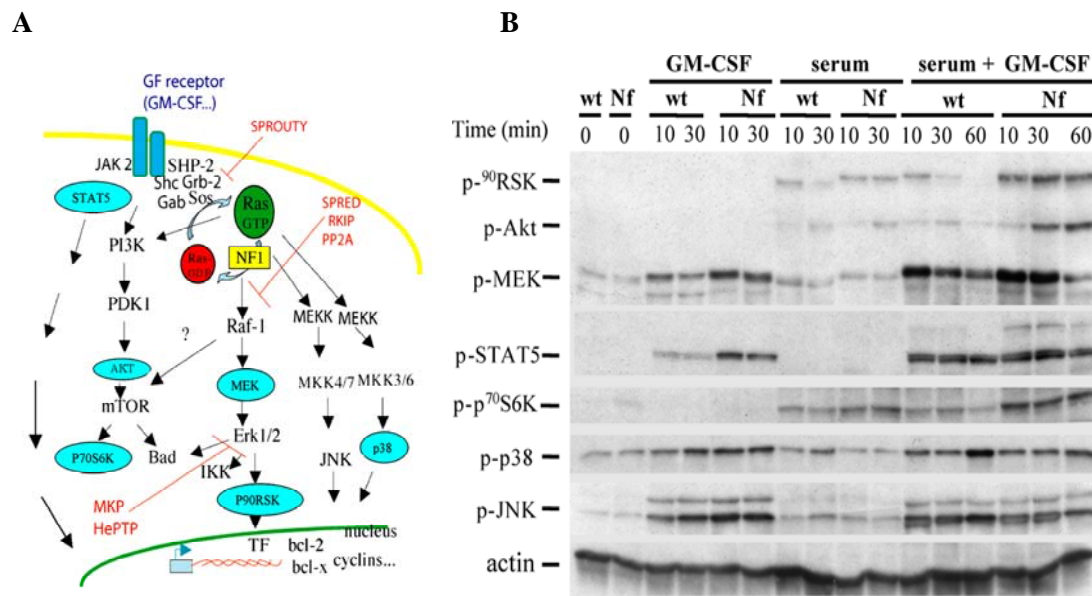 A
GF receptor
(GM-CSF...)
SPROUTY
JAK 2
SHP-2
Shc Grb-2
Gab Sos
STAT5
Ras
GTP
SPRED
RKIP
PP2A
PI3K
NF1
Ras-
GDP
PDK1
MEKK MEKK
?
Raf-1
AKT
MEK
MKK4/7 MKK3/6
mTOR
Erk1/2
P70S6K
Bad
IKK
JNK
p38
MKP
HePTP
P90RSK
nucleus
TF
bcl-2
bcl-x
cyclins...
B
GM-CSF serum serum + GM-CSF
wt Nf wt Nf wt Nf wt Nf
Time (min) 0 0 10 30 10 30 10 30 10 30 10 30 60 10 30 60
p-⁹⁰RSK
p-Akt
p-MEK
p-STAT5
p-p⁷⁰S6K
p-p38
p-JNK
actin